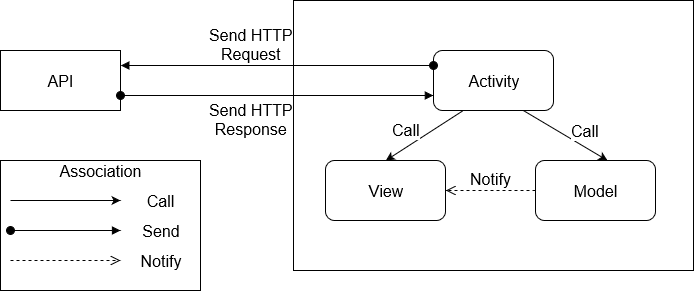 Send HTTP
Request
API
Activity
Send HTTP
Response
Call
Call
Association
Call
Send
Notify
View
Notify
Model